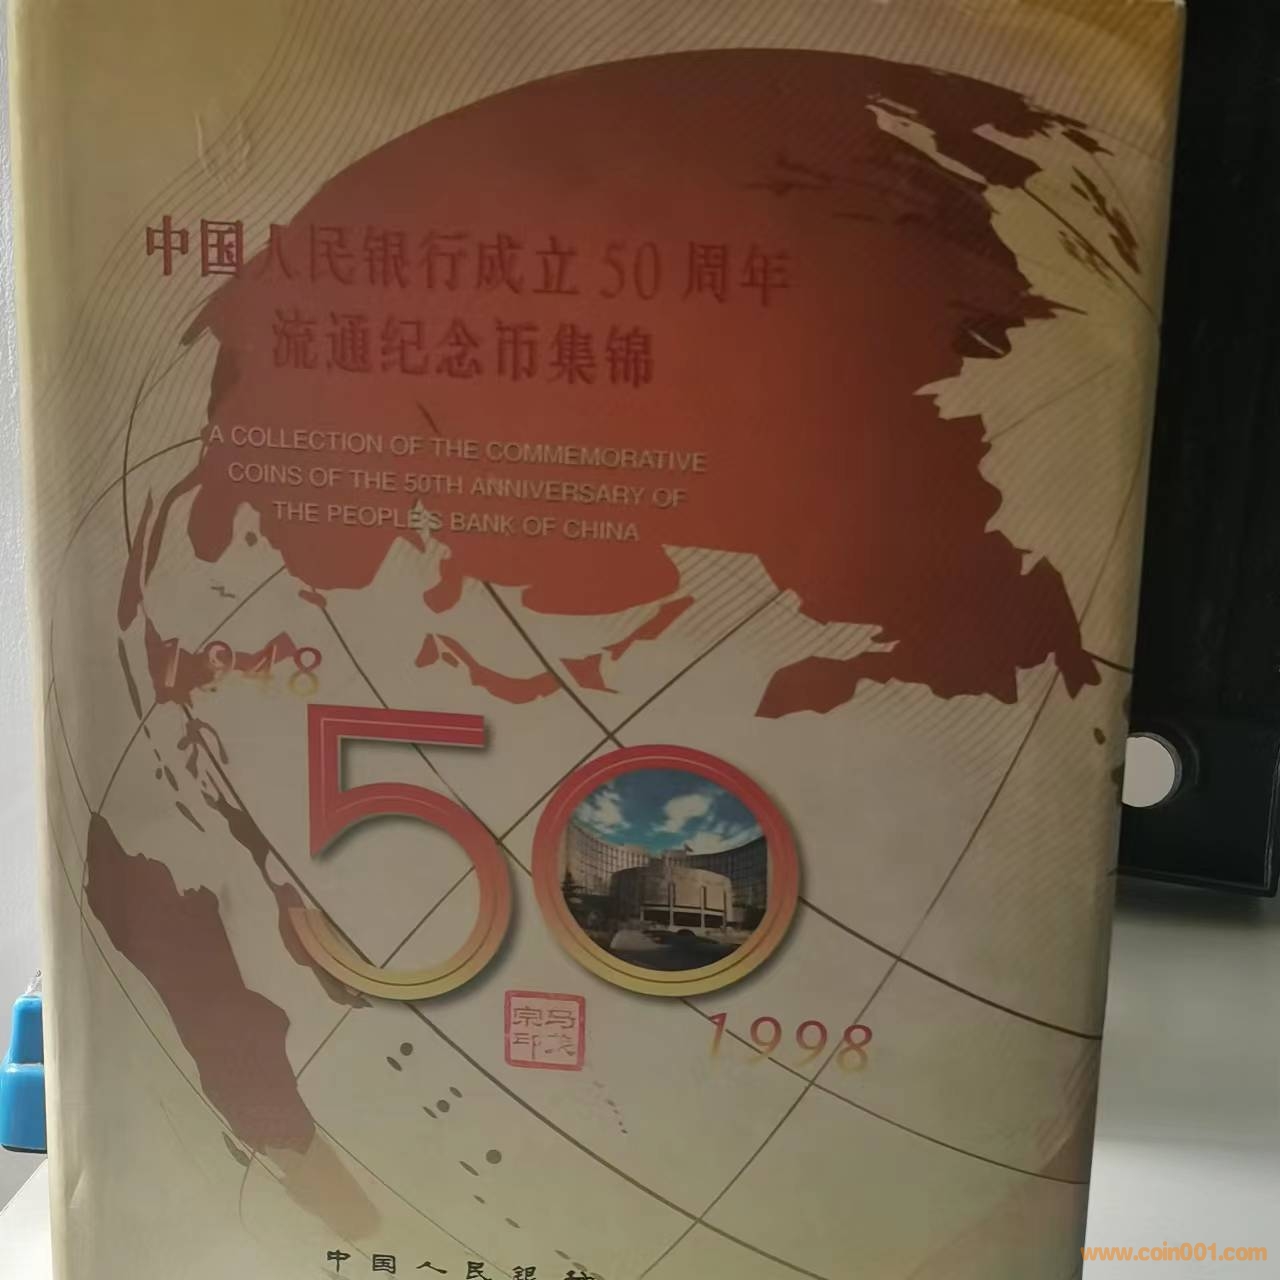 中国人民银行成立50周年
流通纪念币集锦
A COLLECTION OF THE COMMEMORATIVE
COINS OF THE 50TH ANNIVERSARY OF
THE PEOPLE'S BANK OF CHINA
1948
50
1998
中国人民银
www.coin001.com